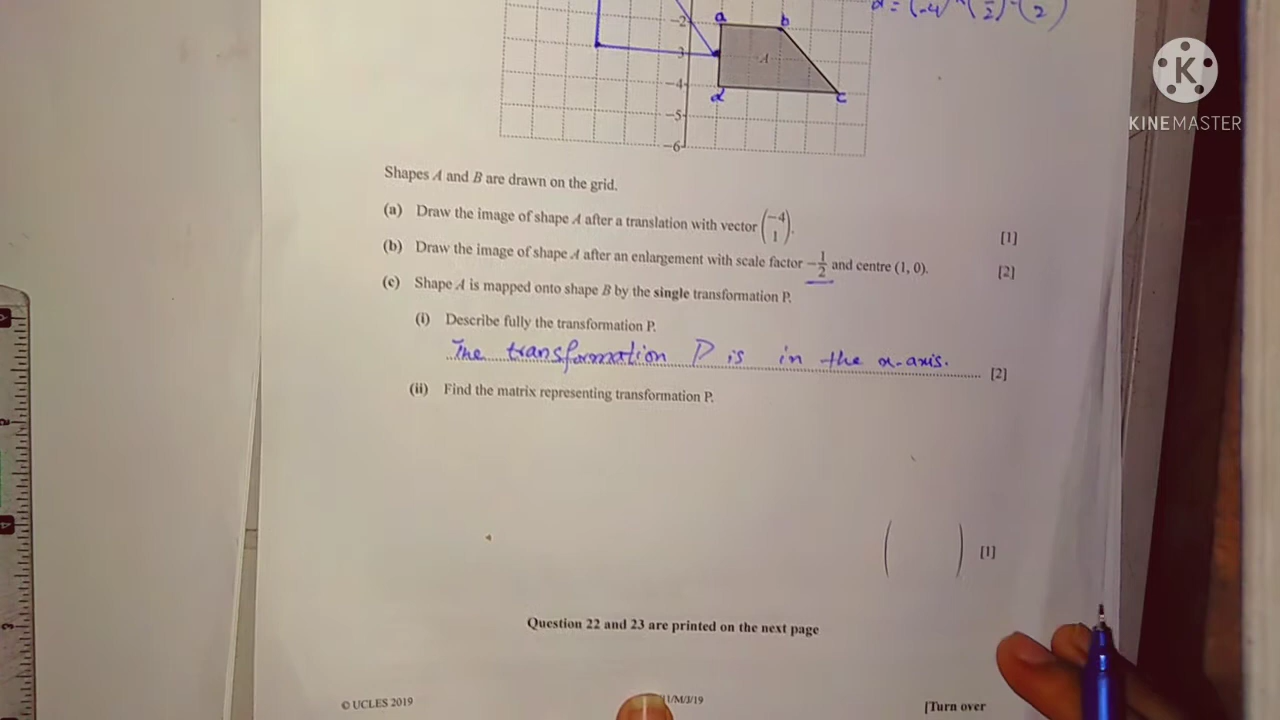 -2
a
b
3
A
-4
d
c
-5
-6
KINEMASTER
Shapes A and B are drawn on the grid.
(a) Draw the image of shape A after a translation with vector (-4 1). [1]
(b) Draw the image of shape A after an enlargement with scale factor -1/2 and centre (1, 0). [2]
(c) Shape A is mapped onto shape B by the single transformation P.
(i) Describe fully the transformation P.
The transformation P is in the x-axis. [2]
(ii) Find the matrix representing transformation P.
( ) [1]
Question 22 and 23 are printed on the next page
© UCLES 2019
1/M/J/19
[Turn over